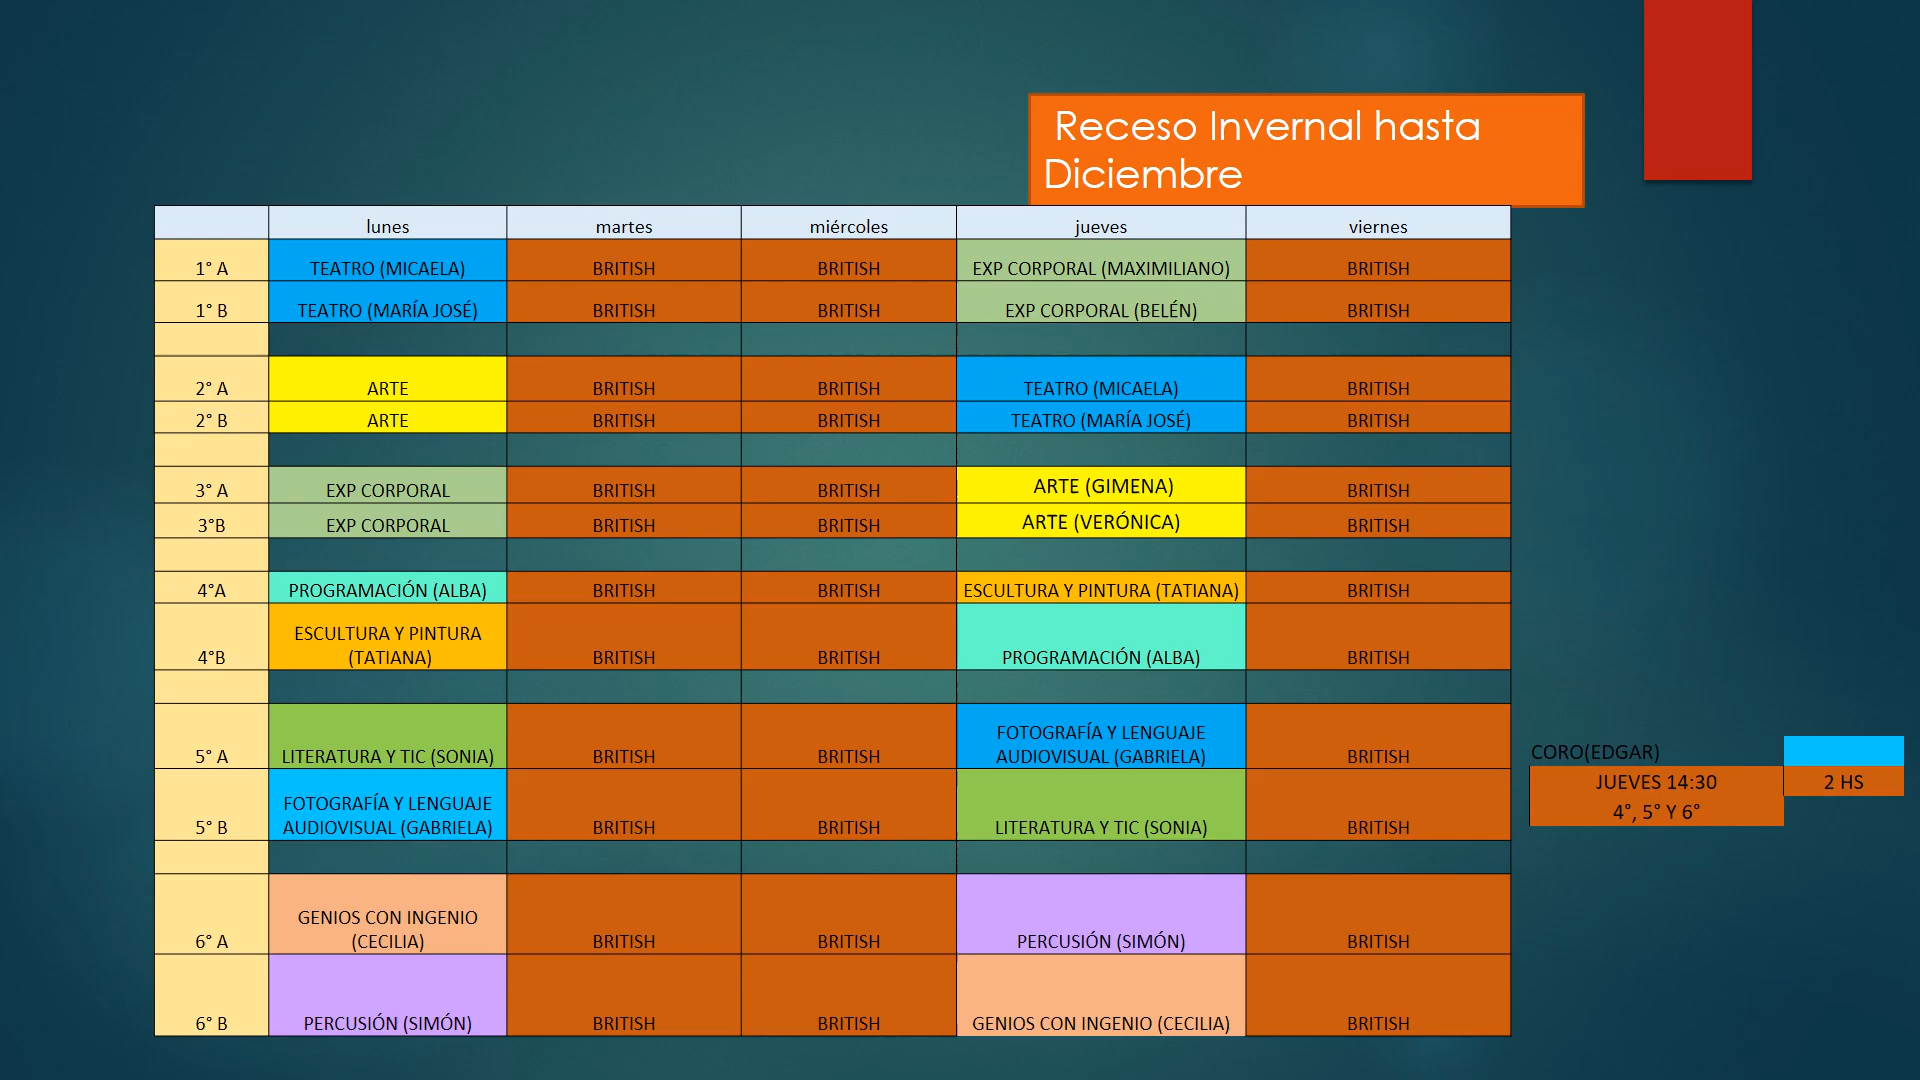 Receso Invernal hasta
Diciembre
lunes martes miércoles jueves viernes
1° A TEATRO (MICAELA) BRITISH BRITISH EXP CORPORAL (MAXIMILIANO) BRITISH
1° B TEATRO (MARÍA JOSÉ) BRITISH BRITISH EXP CORPORAL (BELÉN) BRITISH
2° A ARTE BRITISH BRITISH TEATRO (MICAELA) BRITISH
2° B ARTE BRITISH BRITISH TEATRO (MARÍA JOSÉ) BRITISH
3° A EXP CORPORAL BRITISH BRITISH ARTE (GIMENA) BRITISH
3°B EXP CORPORAL BRITISH BRITISH ARTE (VERÓNICA) BRITISH
4°A PROGRAMACIÓN (ALBA) BRITISH BRITISH ESCULTURA Y PINTURA (TATIANA) BRITISH
ESCULTURA Y PINTURA
4°B (TATIANA) BRITISH BRITISH PROGRAMACIÓN (ALBA) BRITISH
FOTOGRAFÍA Y LENGUAJE
5° A LITERATURA Y TIC (SONIA) BRITISH BRITISH AUDIOVISUAL (GABRIELA) BRITISH
FOTOGRAFÍA Y LENGUAJE
5° B AUDIOVISUAL (GABRIELA) BRITISH BRITISH LITERATURA Y TIC (SONIA) BRITISH
GENIOS CON INGENIO
6° A (CECILIA) BRITISH BRITISH PERCUSIÓN (SIMÓN) BRITISH
6° B PERCUSIÓN (SIMÓN) BRITISH BRITISH GENIOS CON INGENIO (CECILIA) BRITISH
CORO(EDGAR)
JUEVES 14:30 2 HS
4°, 5° Y 6°